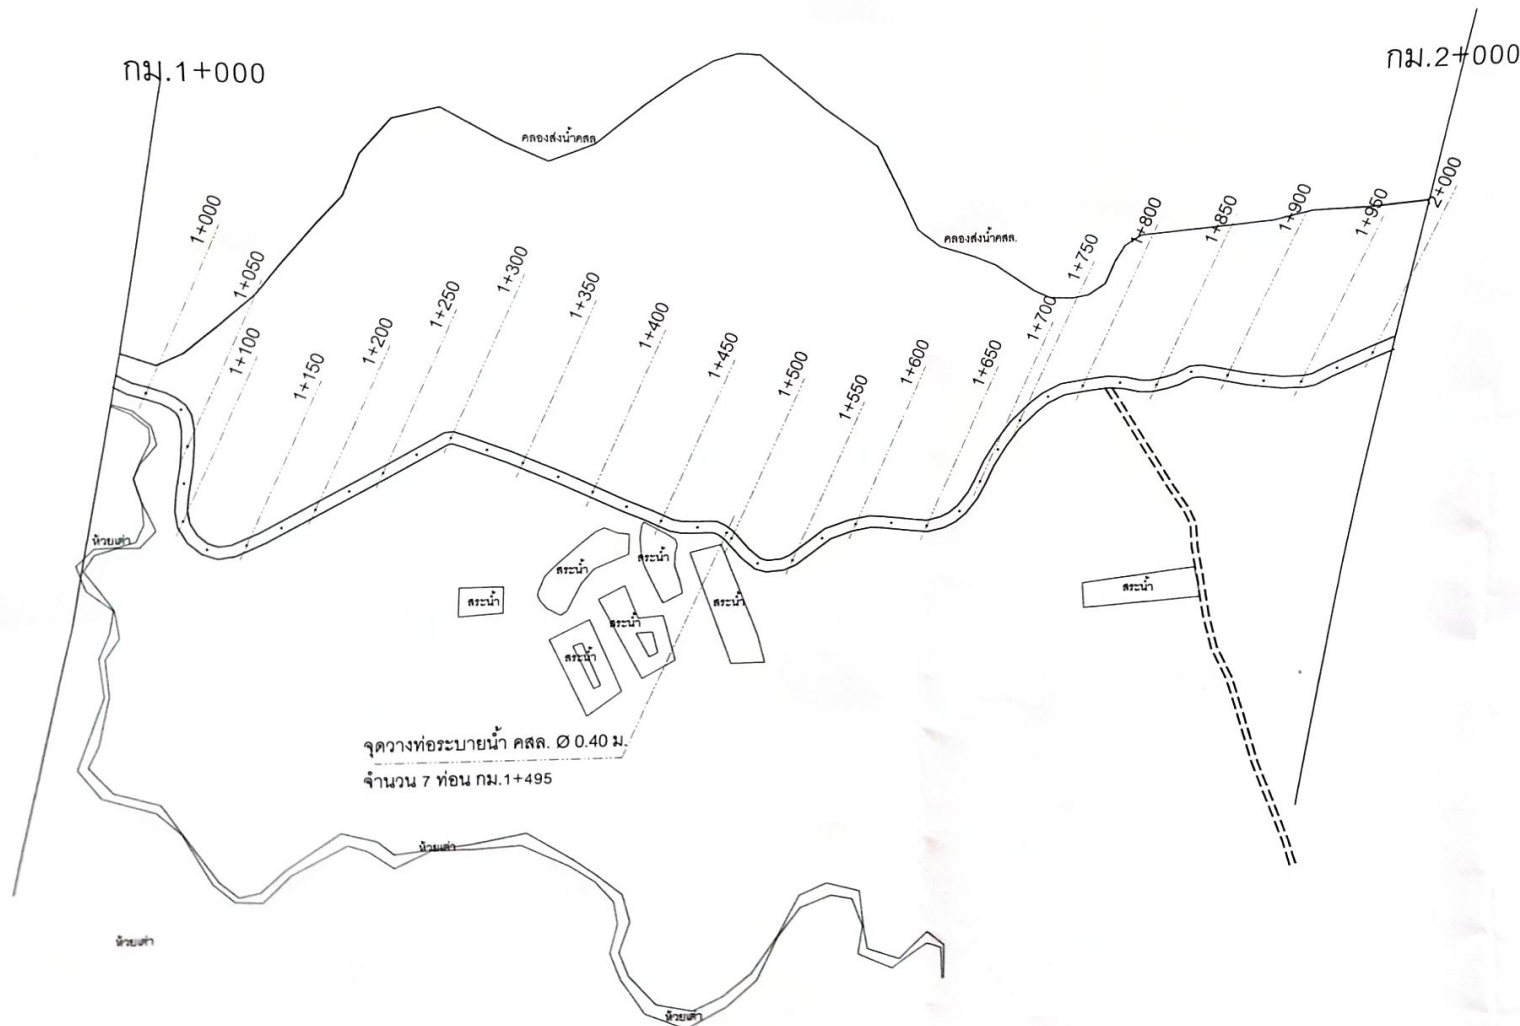 กม.1+000
กม.2+000
คลองส่งน้ำคสล.
คลองส่งน้ำคสล.
1+000
1+050
1+100
1+150
1+200
1+250
1+300
1+350
1+400
1+450
1+500
1+550
1+600
1+650
1+700
1+750
1+800
1+850
1+900
1+950
2+000
ห้วยเต่า
สระน้ำ
สระน้ำ
สระน้ำ
สระน้ำ
สระน้ำ
สระน้ำ
สระน้ำ
จุดวางท่อระบายน้ำ คสล. Ø 0.40 ม.
จำนวน 7 ท่อน กม.1+495
ห้วยเต่า
ห้วยเต่า
ห้วยเต่า